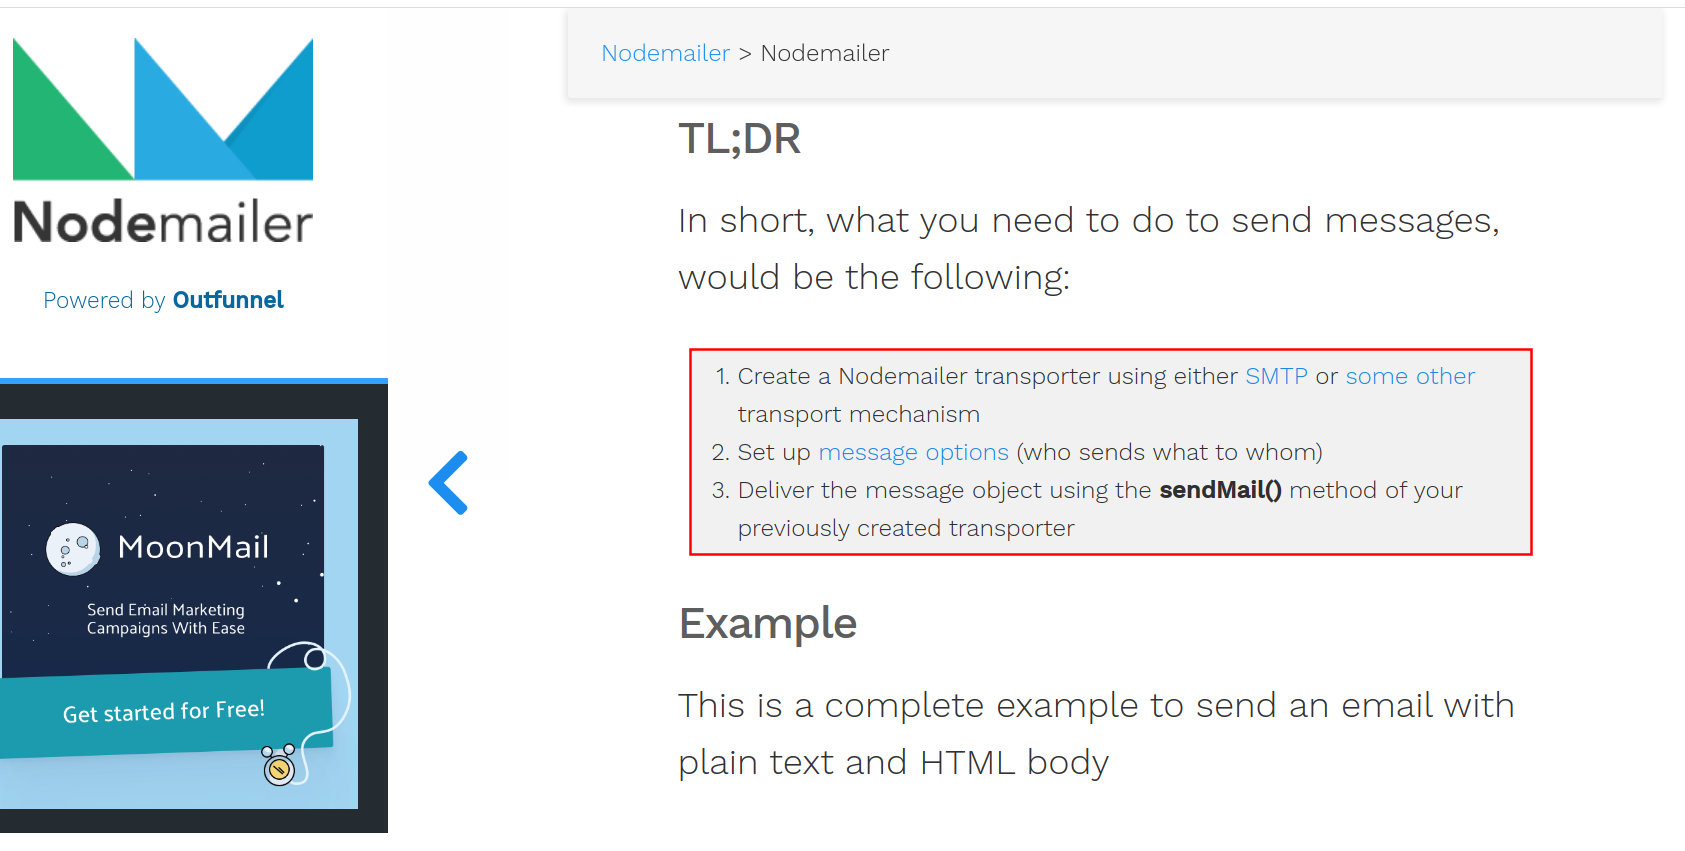 Nodemailer
Powered by Outfunnel
MoonMail
Send Email Marketing
Campaigns With Ease
Get started for Free!
Nodemailer > Nodemailer
TL;DR
In short, what you need to do to send messages,
would be the following:
1. Create a Nodemailer transporter using either SMTP or some other
transport mechanism
2. Set up message options (who sends what to whom)
3. Deliver the message object using the sendMail() method of your
previously created transporter
Example
This is a complete example to send an email with
plain text and HTML body